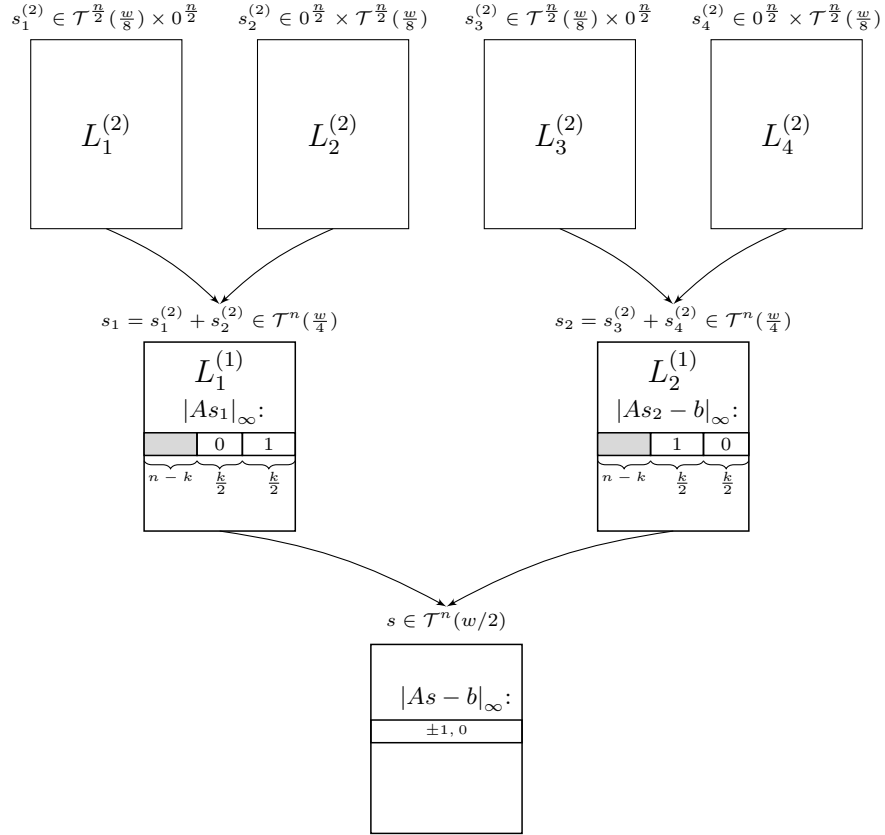 s_1^{(2)} ∈ 𝒯^{n/2}(w/8) × 0^{n/2}
s_2^{(2)} ∈ 0^{n/2} × 𝒯^{n/2}(w/8)
s_3^{(2)} ∈ 𝒯^{n/2}(w/8) × 0^{n/2}
s_4^{(2)} ∈ 0^{n/2} × 𝒯^{n/2}(w/8)
L_1^{(2)}
L_2^{(2)}
L_3^{(2)}
L_4^{(2)}
s_1 = s_1^{(2)} + s_2^{(2)} ∈ 𝒯^n(w/4)
s_2 = s_3^{(2)} + s_4^{(2)} ∈ 𝒯^n(w/4)
L_1^{(1)}
|As_1|_∞:
0 1
n − k k/2 k/2
L_2^{(1)}
|As_2 − b|_∞:
1 0
n − k k/2 k/2
s ∈ 𝒯^n(w/2)
|As − b|_∞:
±1, 0